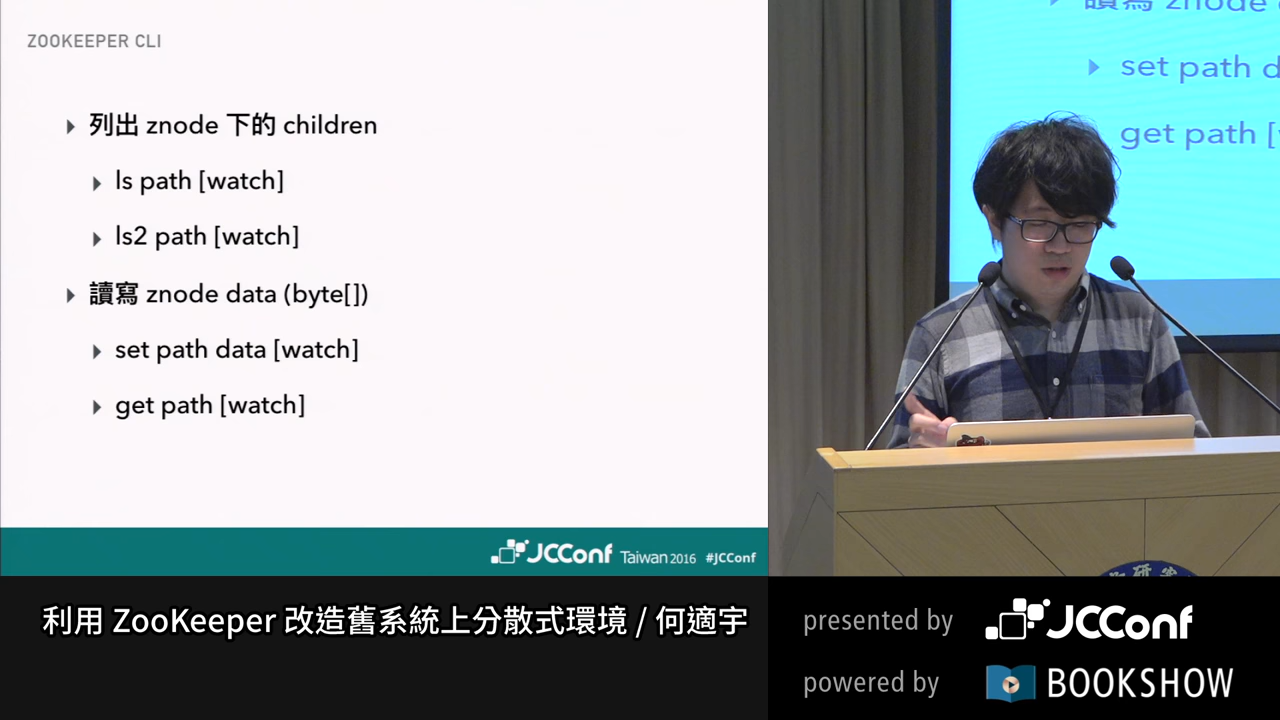 ZOOKEEPER CLI
列出 znode 下的 children
ls path [watch]
ls2 path [watch]
讀寫 znode data (byte[])
set path data [watch]
get path [watch]
JCConf Taiwan 2016 #JCConf
讀寫 znode
set path d
get path [
利用 ZooKeeper 改造舊系統上分散式環境 / 何適宇
presented by JCConf
powered by BOOKSHOW